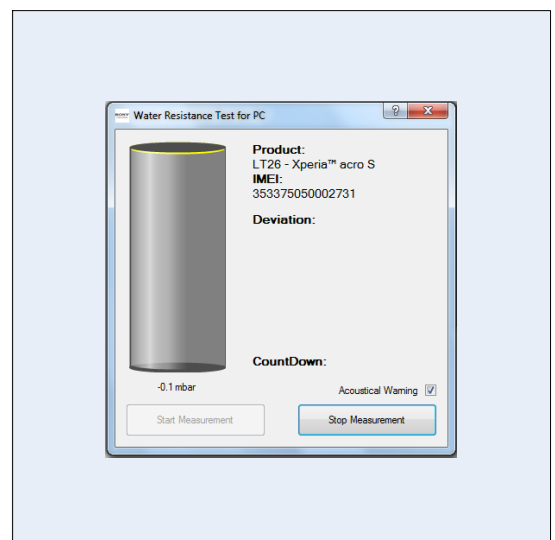 SONY
Water Resistance Test for PC
?
X
Product:
LT26 - Xperia™ acro S
IMEI:
353375050002731
Deviation:
CountDown:
-0.1 mbar
Acoustical Warning
Start Measurement
Stop Measurement